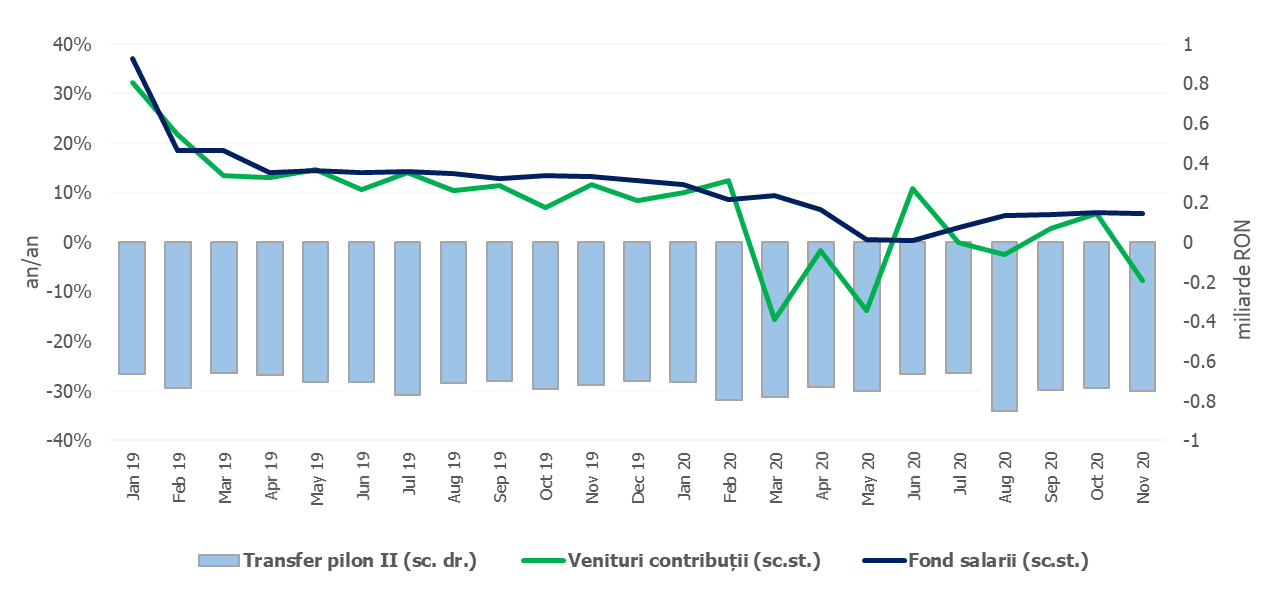 40%
30%
20%
10%
0%
-10%
-20%
-30%
-40%
an/an
1
0.8
0.6
0.4
0.2
0
-0.2
-0.4
-0.6
-0.8
-1
miliarde RON
Jan 19
Feb 19
Mar 19
Apr 19
May 19
Jun 19
Jul 19
Aug 19
Sep 19
Oct 19
Nov 19
Dec 19
Jan 20
Feb 20
Mar 20
Apr 20
May 20
Jun 20
Jul 20
Aug 20
Sep 20
Oct 20
Nov 20
Transfer pilon II (sc. dr.)
Venituri contribuții (sc.st.)
Fond salarii (sc.st.)